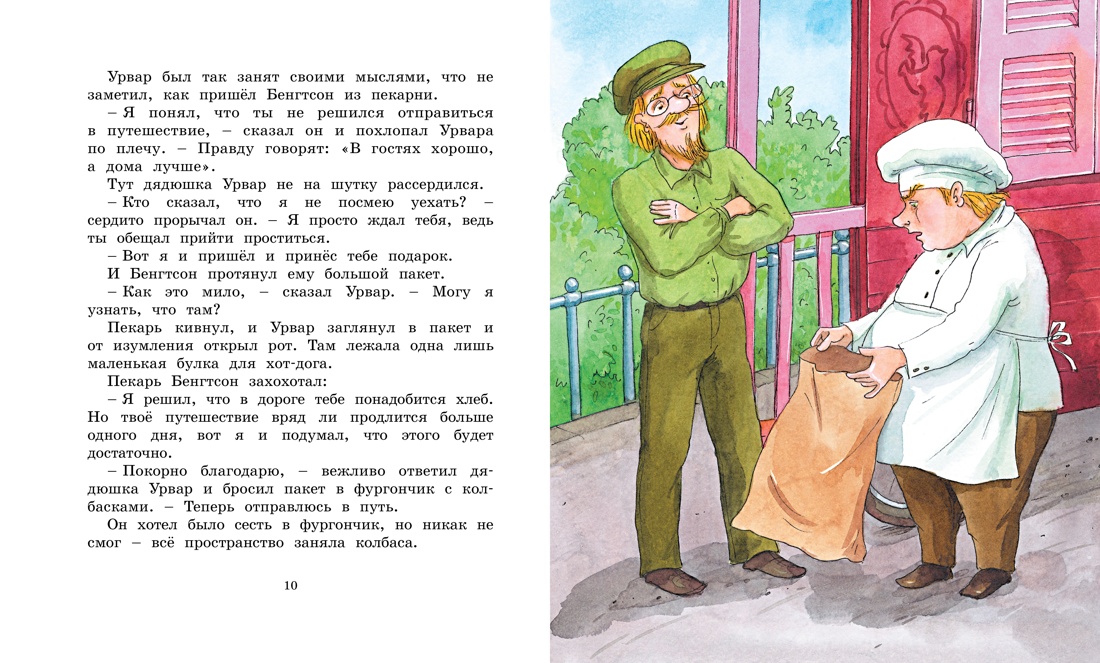 Урвар был так занят своими мыслями, что не
заметил, как пришёл Бенгтсон из пекарни.
– Я понял, что ты не решился отправиться
в путешествие, – сказал он и похлопал Урвара
по плечу. – Правду говорят: «В гостях хорошо,
а дома лучше».
Тут дядюшка Урвар не на шутку рассердился.
– Кто сказал, что я не посмею уехать? –
сердито прорычал он. – Я просто ждал тебя, ведь
ты обещал прийти проститься.
– Вот я и пришёл и принёс тебе подарок.
И Бенгтсон протянул ему большой пакет.
– Как это мило, – сказал Урвар. – Могу я
узнать, что там?
Пекарь кивнул, и Урвар заглянул в пакет и
от изумления открыл рот. Там лежала одна лишь
маленькая булка для хот-дога.
Пекарь Бенгтсон захохотал:
– Я решил, что в дороге тебе понадобится хлеб.
Но твоё путешествие вряд ли продлится больше
одного дня, вот я и подумал, что этого будет
достаточно.
– Покорно благодарю, – вежливо ответил дя-
дюшка Урвар и бросил пакет в фургончик с кол-
басками. – Теперь отправлюсь в путь.
Он хотел было сесть в фургончик, но никак не
смог – всё пространство заняла колбаса.
10